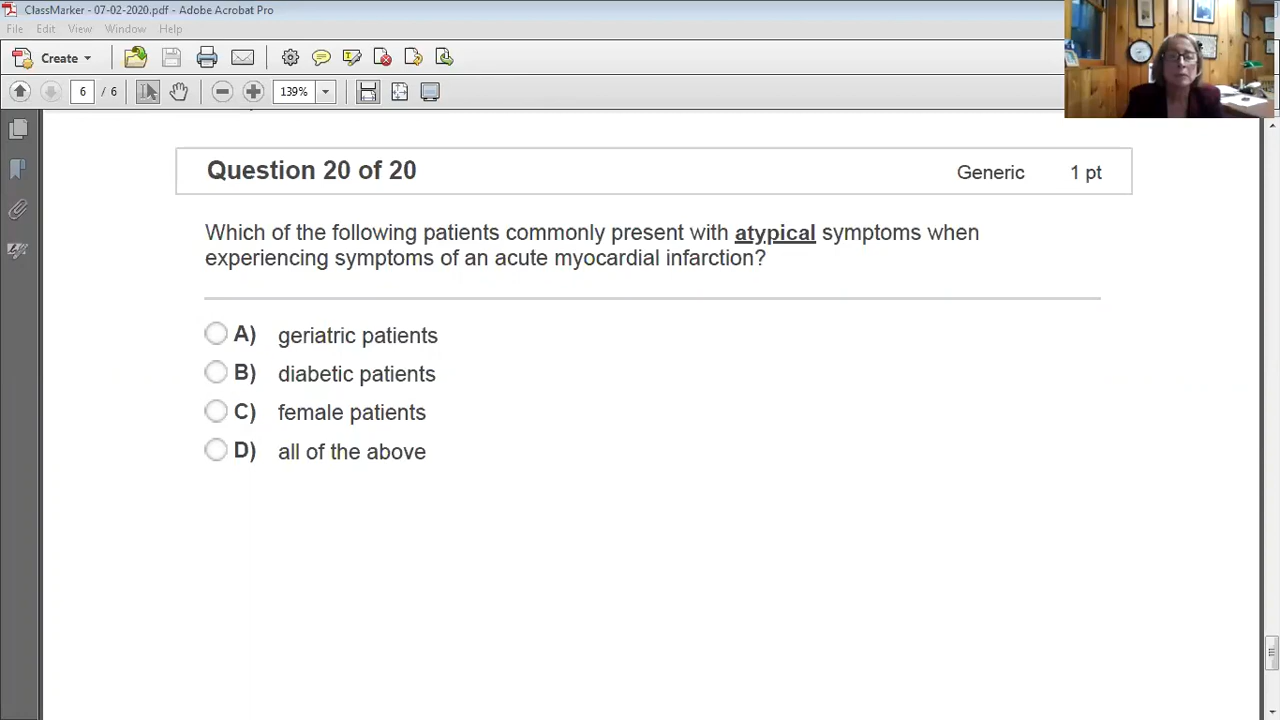 ClassMarker - 07-02-2020.pdf - Adobe Acrobat Pro
File Edit View Window Help
Create
6 / 6 139%
Question 20 of 20 Generic 1 pt
Which of the following patients commonly present with atypical symptoms when
experiencing symptoms of an acute myocardial infarction?
A) geriatric patients
B) diabetic patients
C) female patients
D) all of the above